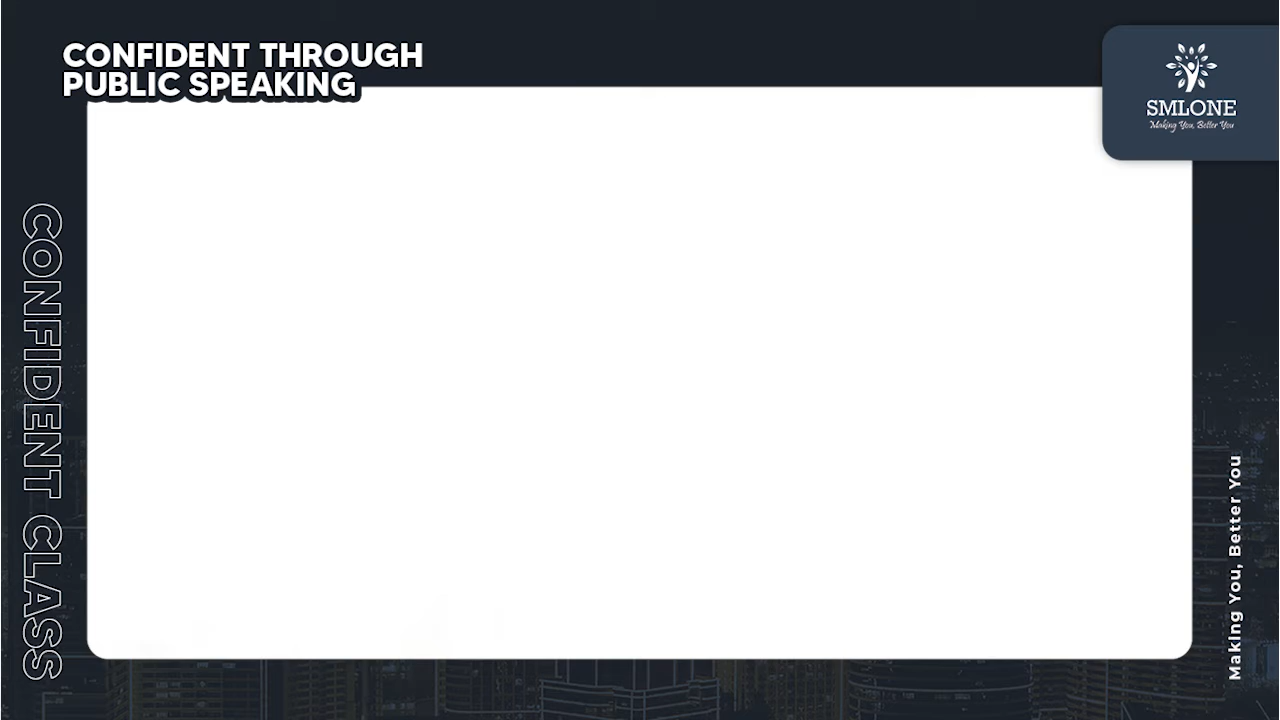 CONFIDENT THROUGH
PUBLIC SPEAKING
SMLONE
Making You, Better You
CONFIDENT CLASS
Making You, Better You